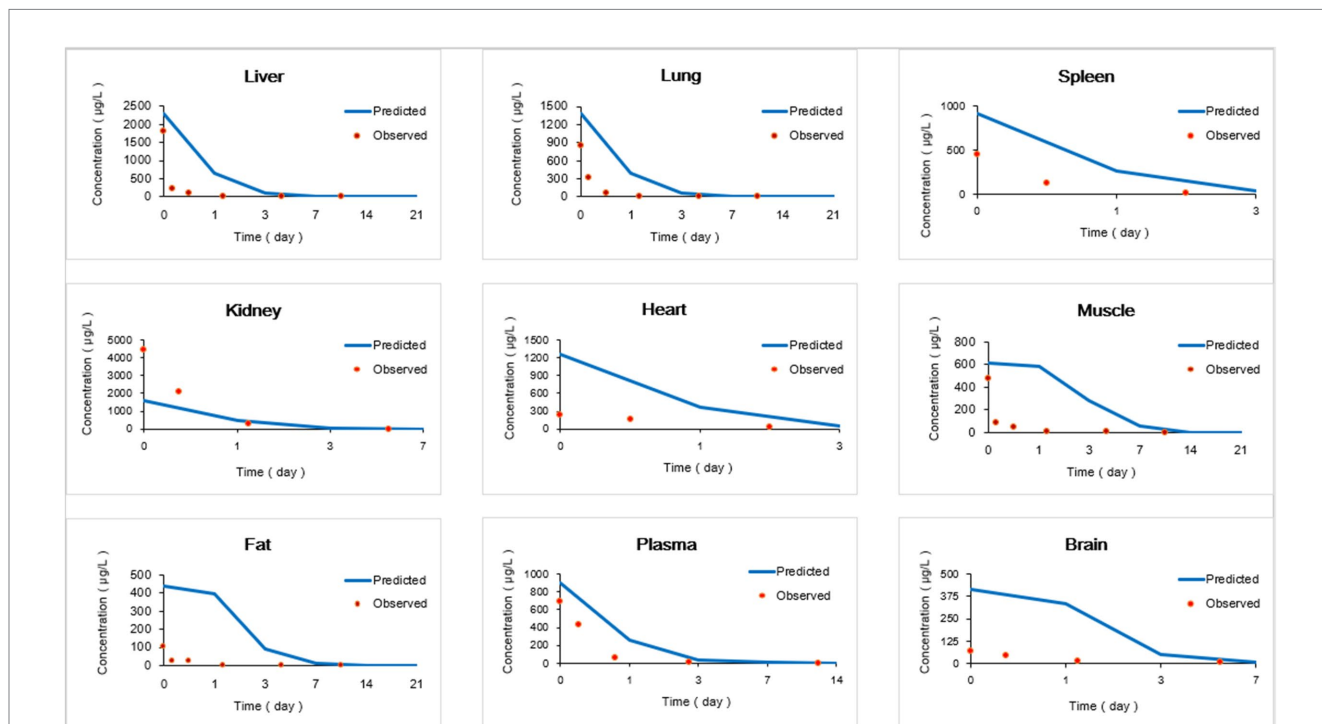 Liver
Concentration ( µg/L )
2500
2000
1500
1000
500
0
0 1 3 7 14 21
Time ( day )
Predicted
Observed
Lung
Concentration ( µg/L )
1500
1200
900
600
300
0
0 1 3 7 14 21
Time ( day )
Predicted
Observed
Spleen
Concentration ( µg/L )
1000
500
0
0 1 3
Time ( day )
Predicted
Observed
Kidney
Concentration ( µg/L )
5000
4000
3000
2000
1000
0
0 1 3 7
Time ( day )
Predicted
Observed
Heart
Concentration ( µg/L )
1500
1200
900
600
300
0
0 1 3
Time ( day )
Predicted
Observed
Muscle
Concentration ( µg/L )
800
600
400
200
0
0 1 3 7 14 21
Time ( day )
Predicted
Observed
Fat
Concentration ( µg/L )
500
400
300
200
100
0
0 1 3 7 14 21
Time ( day )
Predicted
Observed
Plasma
Concentration ( µg/L )
1000
800
600
400
200
0
0 1 3 7 14
Time ( day )
Predicted
Observed
Brain
Concentration ( µg/L )
500
375
250
125
0
0 1 3 7
Time ( day )
Predicted
Observed